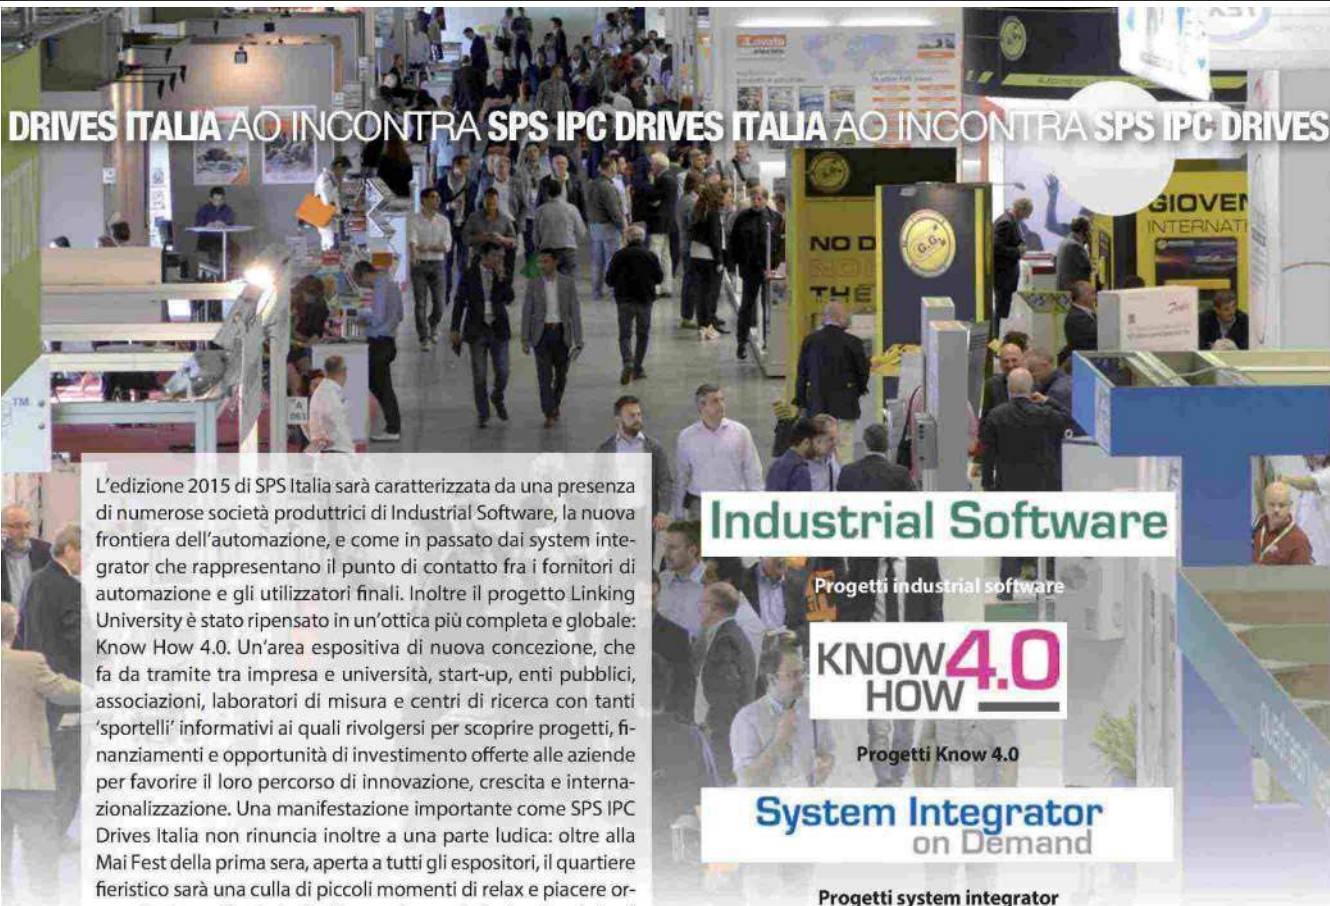 DRIVES ITALIA AO INCONTRA SPS IPC DRIVES ITALIA AO INCONTRA SPS IPC DRIVES
Lovato
GIOVEN
INTERNATI
NO D
THE
G.G.
TM
A
L'edizione 2015 di SPS Italia sarà caratterizzata da una presenza
di numerose società produttrici di Industrial Software, la nuova
frontiera dell'automazione, e come in passato dai system inte-
grator che rappresentano il punto di contatto fra i fornitori di
automazione e gli utilizzatori finali. Inoltre il progetto Linking
University è stato ripensato in un'ottica più completa e globale:
Know How 4.0. Un'area espositiva di nuova concezione, che
fa da tramite tra impresa e università, start-up, enti pubblici,
associazioni, laboratori di misura e centri di ricerca con tanti
'sportelli' informativi ai quali rivolgersi per scoprire progetti, fi-
nanziamenti e opportunità di investimento offerte alle aziende
per favorire il loro percorso di innovazione, crescita e interna-
zionalizzazione. Una manifestazione importante come SPS IPC
Drives Italia non rinuncia inoltre a una parte ludica: oltre alla
Mai Fest della prima sera, aperta a tutti gli espositori, il quartiere
fieristico sarà una culla di piccoli momenti di relax e piacere or-
Industrial Software
Progetti industrial software
KNOW 4.0
HOW
Progetti Know 4.0
System Integrator
on Demand
Progetti system integrator